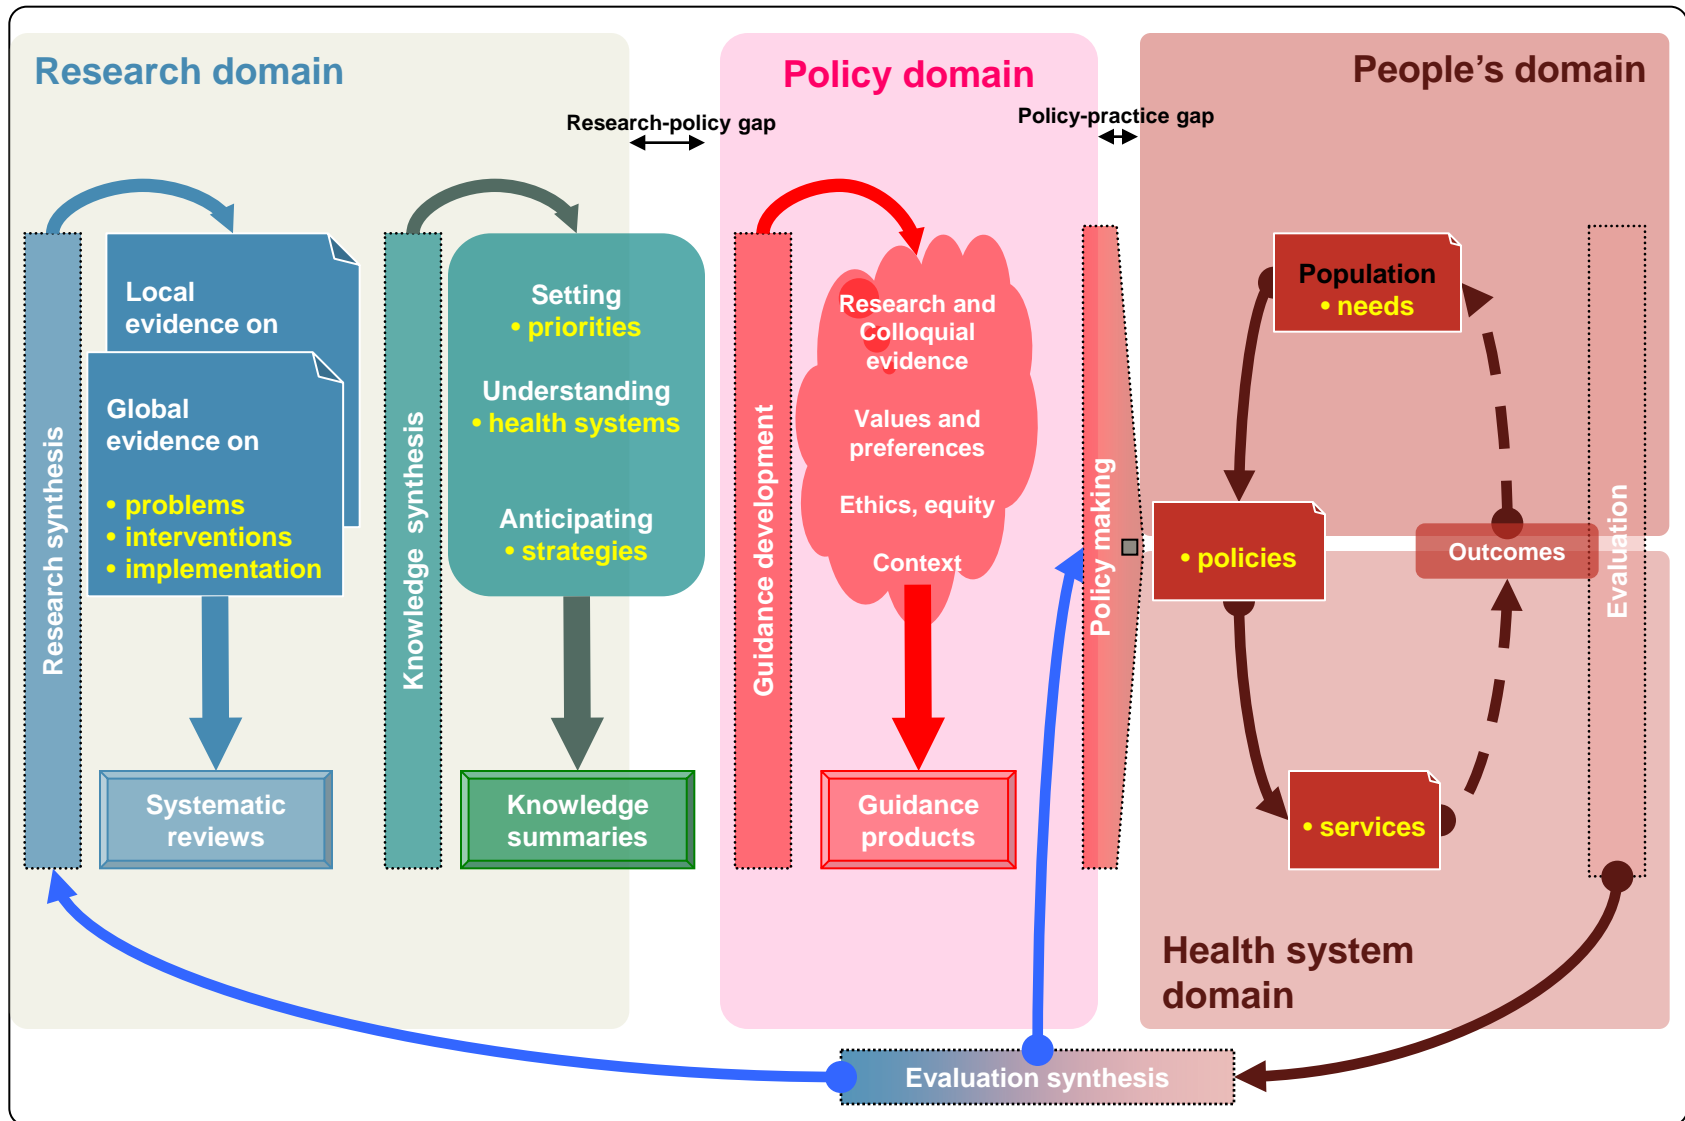 Research domain
Policy domain
People’s domain
Research-policy gap
Policy-practice gap
Research synthesis
Local
evidence on
Global
evidence on
• problems
• interventions
• implementation
Systematic
reviews
Knowledge synthesis
Setting
• priorities
Understanding
• health systems
Anticipating
• strategies
Knowledge
summaries
Guidance development
Research and
Colloquial
evidence
Values and
preferences
Ethics, equity
Context
Guidance
products
Policy making
Population
• needs
• policies
Outcomes
• services
Evaluation
Health system
domain
Evaluation synthesis